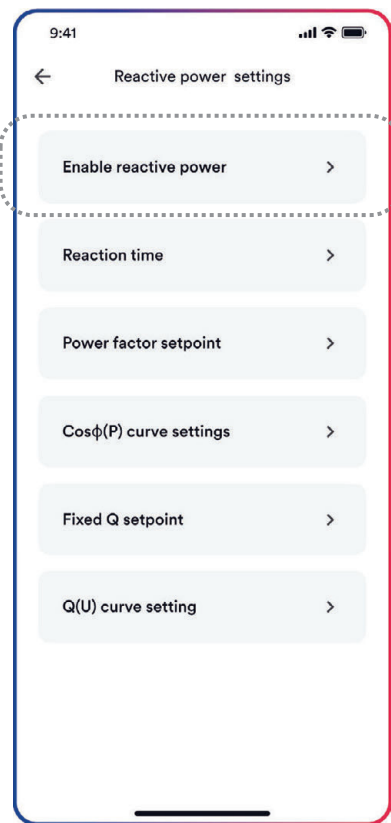 9:41
Reactive power settings
Enable reactive power
Reaction time
Power factor setpoint
Cosϕ(P) curve settings
Fixed Q setpoint
Q(U) curve setting